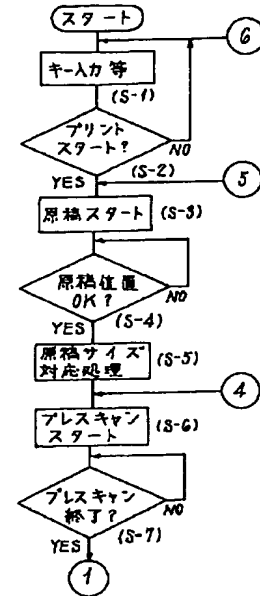 スタート
6
キー入力等
(S-1)
プリント
スタート?
NO
(S-2)
YES
5
原稿スタート
(S-3)
原稿位置
OK?
NO
(S-4)
YES
原稿サイズ
対応処理
(S-5)
4
プレスキャン
スタート
(S-6)
プレスキャン
終了?
NO
(S-7)
YES
1